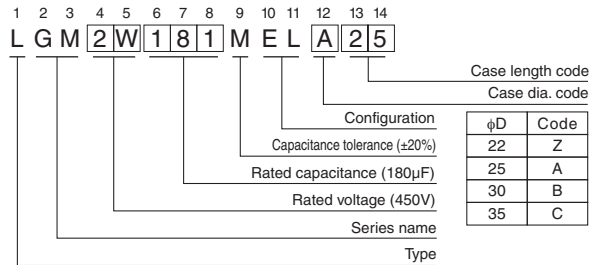 1 2 3 4 5 6 7 8 9 10 11 12 13 14
L G M 2 W 1 8 1 M E L A 2 5
Case length code
Case dia. code
Configuration
Capacitance tolerance (±20%)
Rated capacitance (180µF)
Rated voltage (450V)
Series name
Type
ϕD Code
22 Z
25 A
30 B
35 C